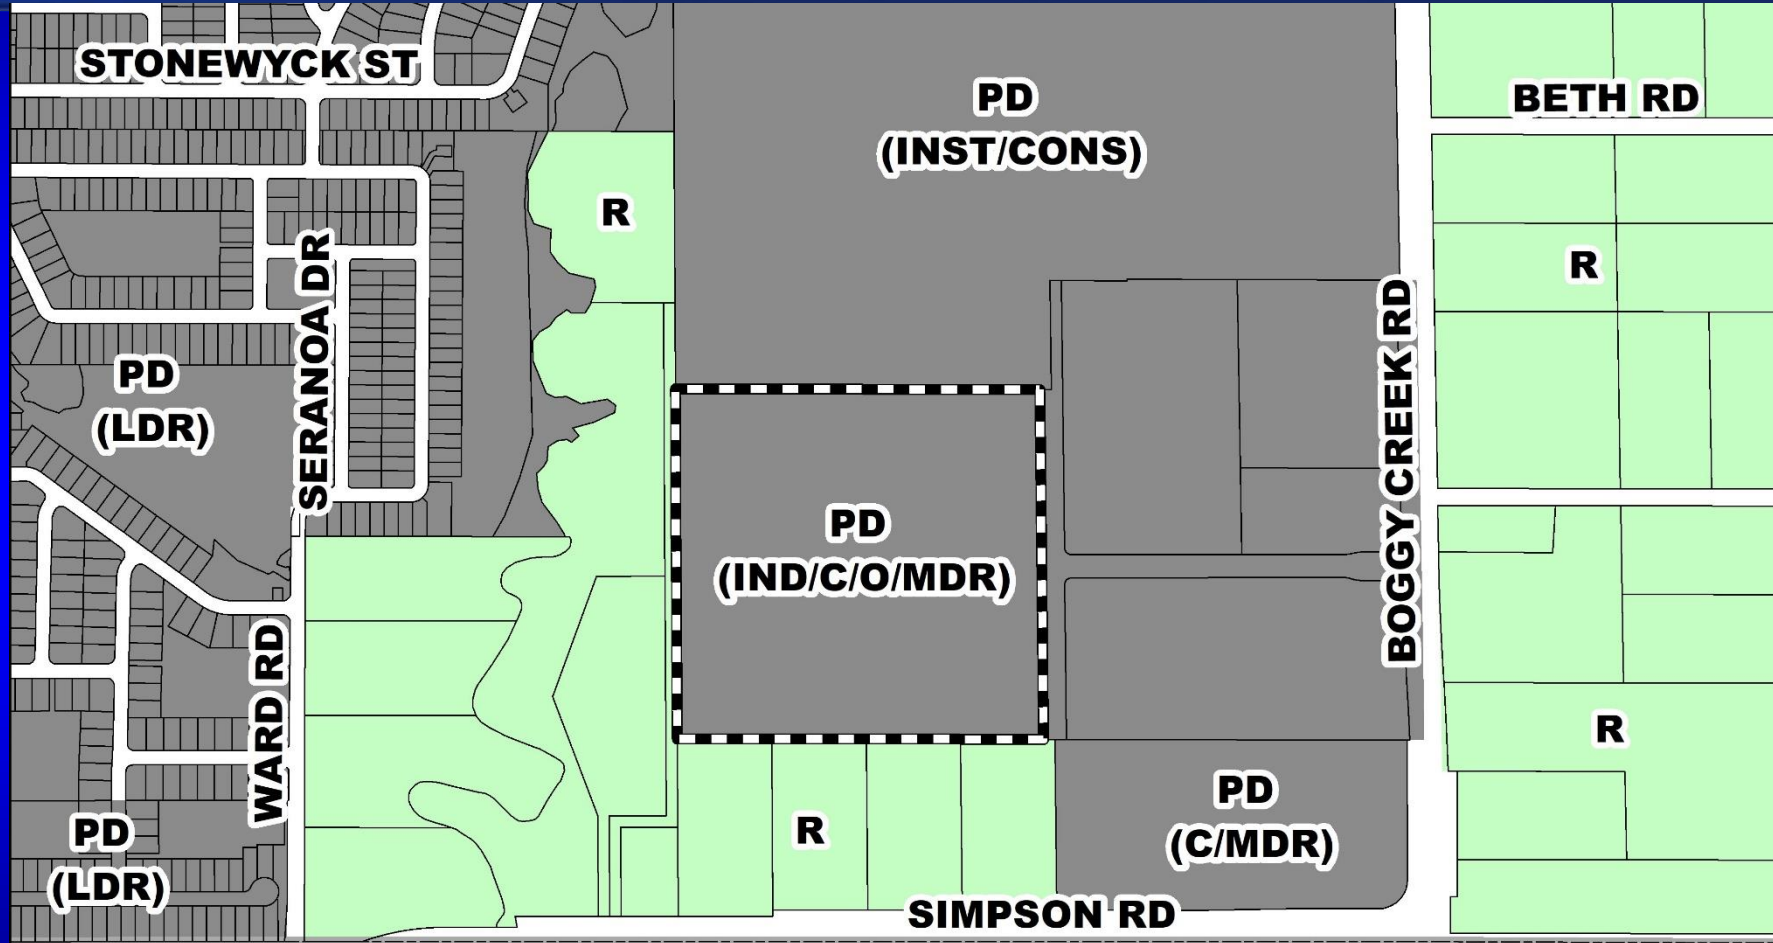 STONEWYCK ST
PD
(INST/CONS)
BETH RD
R
R
SERANOA DR
PD
(LDR)
BOGGY CREEK RD
PD
(IND/C/O/MDR)
WARD RD
R
PD
(C/MDR)
R
PD
(LDR)
SIMPSON RD